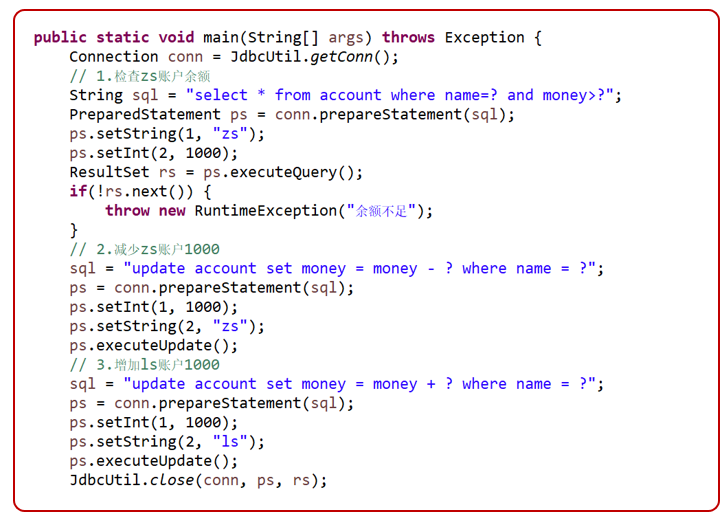 public static void main(String[] args) throws Exception {
    Connection conn = JdbcUtil.getConn();
    // 1.检查zs账户余额
    String sql = "select * from account where name=? and money>?";
    PreparedStatement ps = conn.prepareStatement(sql);
    ps.setString(1, "zs");
    ps.setInt(2, 1000);
    ResultSet rs = ps.executeQuery();
    if(!rs.next()) {
        throw new RuntimeException("余额不足");
    }
    // 2.减少zs账户1000
    sql = "update account set money = money - ? where name = ?";
    ps = conn.prepareStatement(sql);
    ps.setInt(1, 1000);
    ps.setString(2, "zs");
    ps.executeUpdate();
    // 3.增加ls账户1000
    sql = "update account set money = money + ? where name = ?";
    ps = conn.prepareStatement(sql);
    ps.setInt(1, 1000);
    ps.setString(2, "ls");
    ps.executeUpdate();
    JdbcUtil.close(conn, ps, rs);